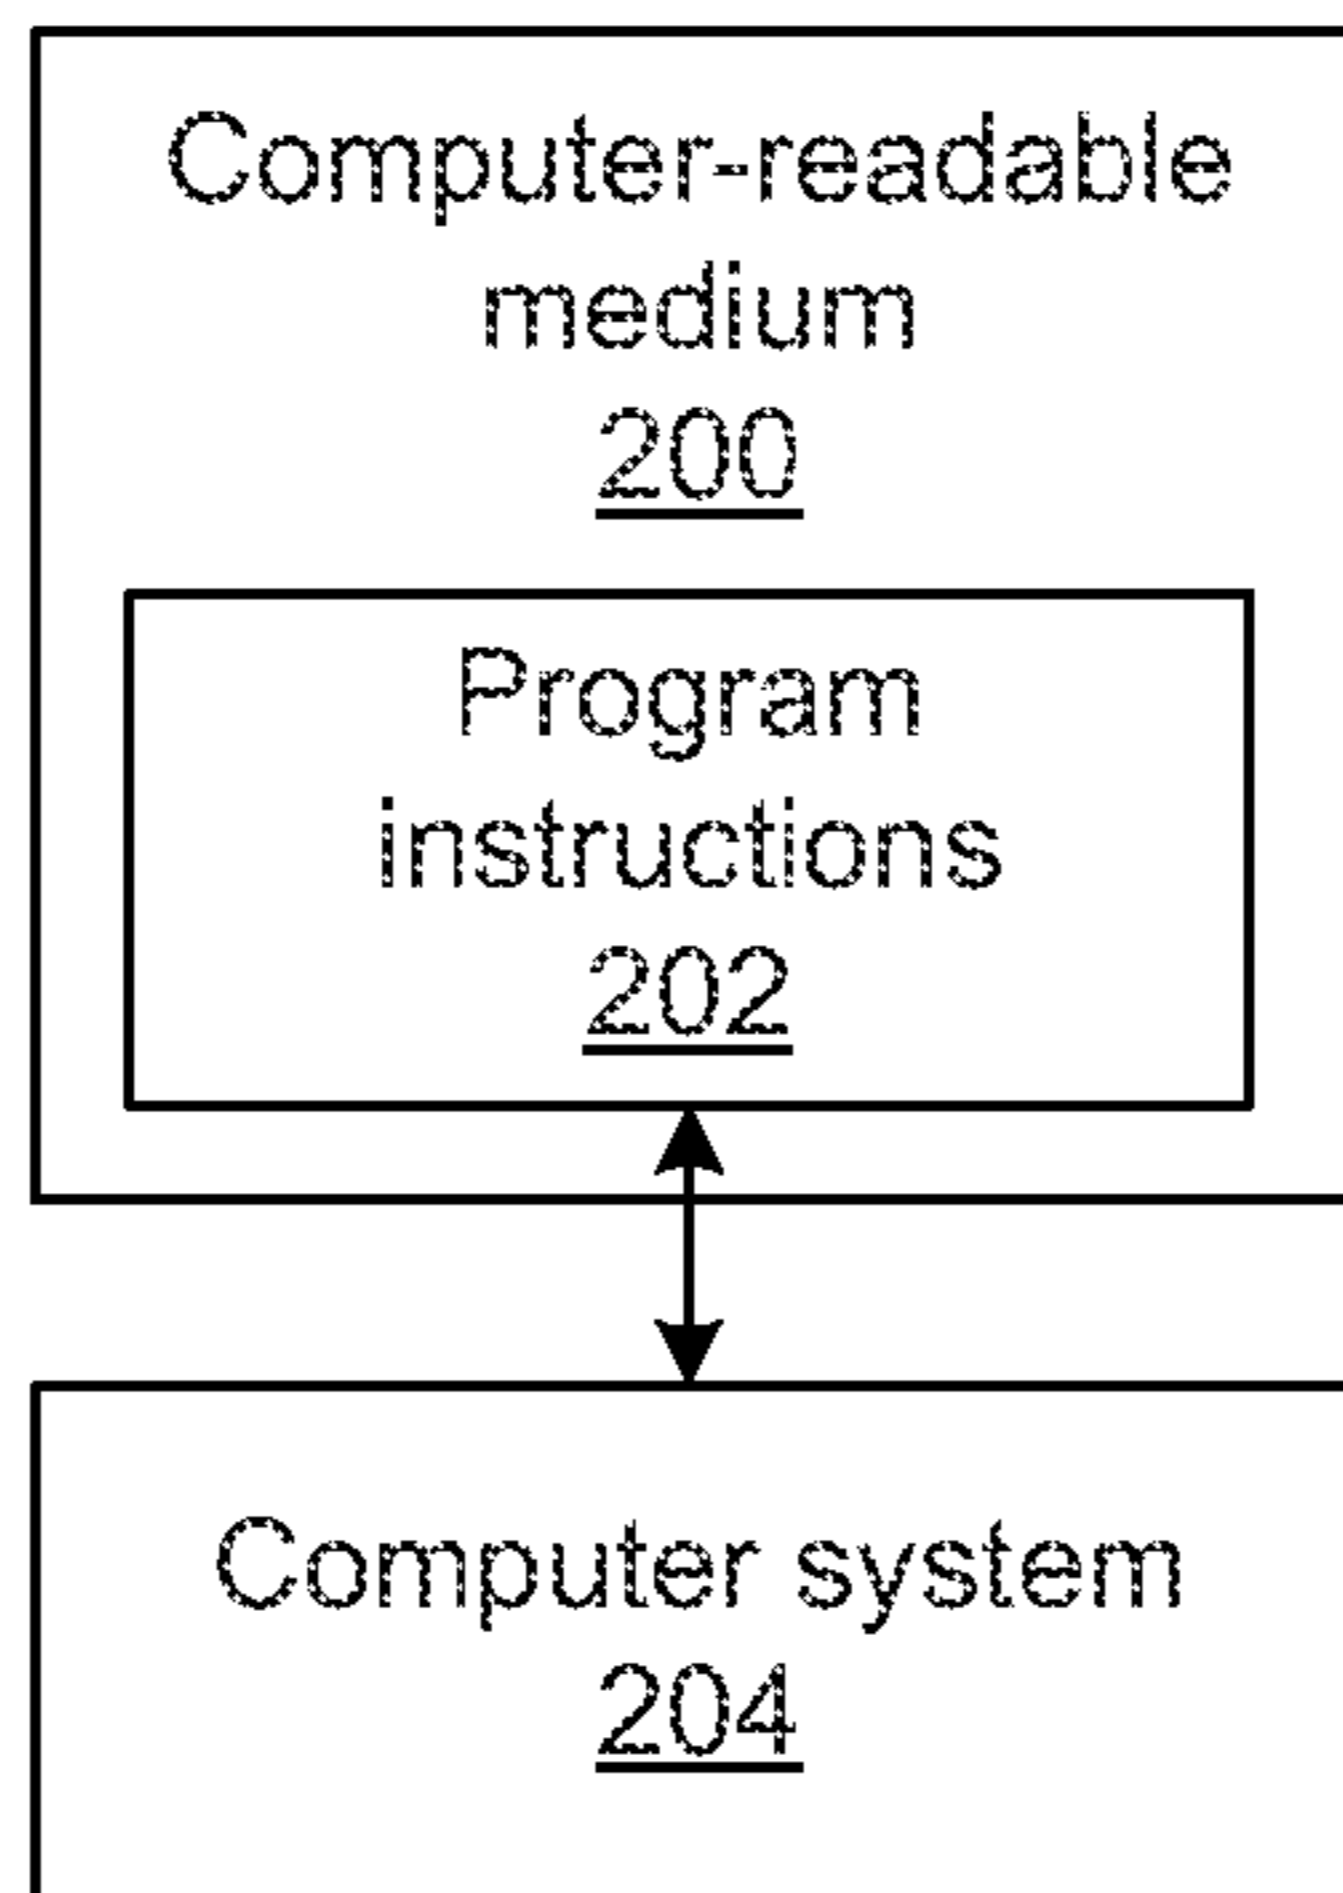 Computer-readable
medium
200
Program
instructions
202
Computer system
204